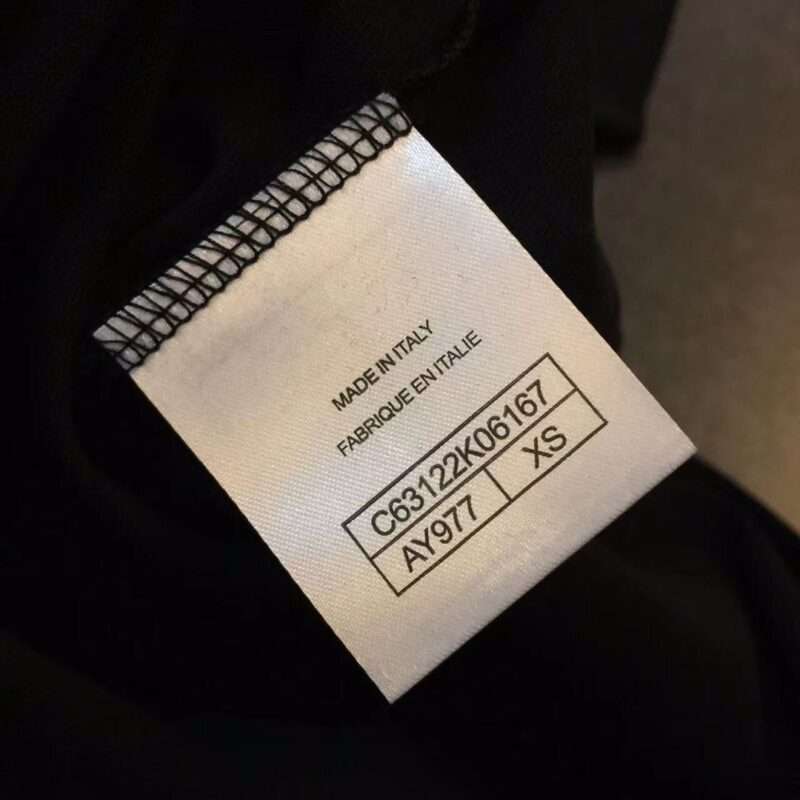 MADE IN ITALY
FABRIQUE EN ITALIE
C63122K06167
AY977 XS